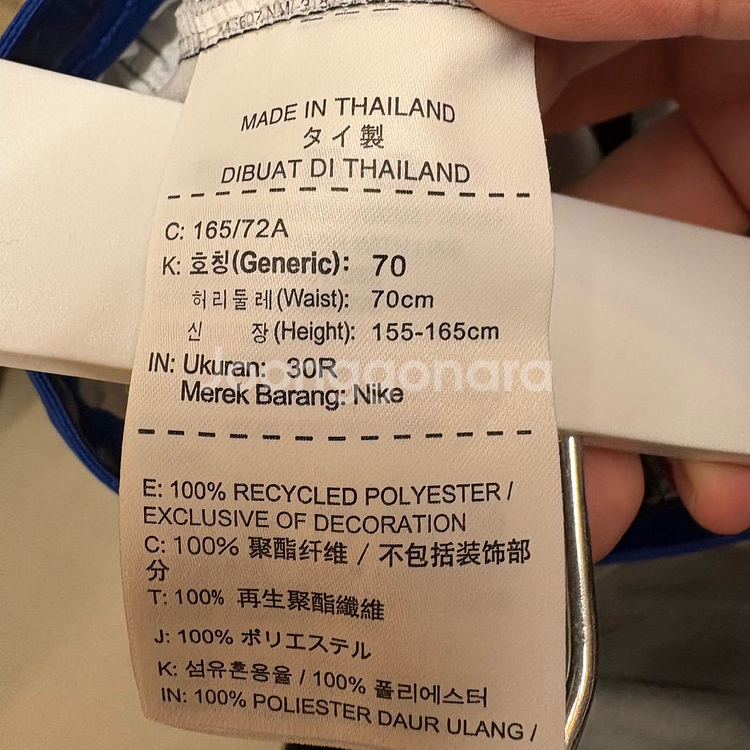 MADE IN THAILAND
タイ製
DIBUAT DI THAILAND
C: 165/72A
K: 호칭(Generic): 70
허리둘레(Waist): 70cm
신 장(Height): 155-165cm
IN: Ukuran: 30R
Merek Barang: Nike
Joonggonara
E: 100% RECYCLED POLYESTER /
EXCLUSIVE OF DECORATION
C: 100% 聚酯纤维 / 不包括装饰部
分
T: 100% 再生聚酯纖維
J: 100% ポリエステル
K: 섬유혼용율 / 100% 폴리에스터
IN: 100% POLIESTER DAUR ULANG /